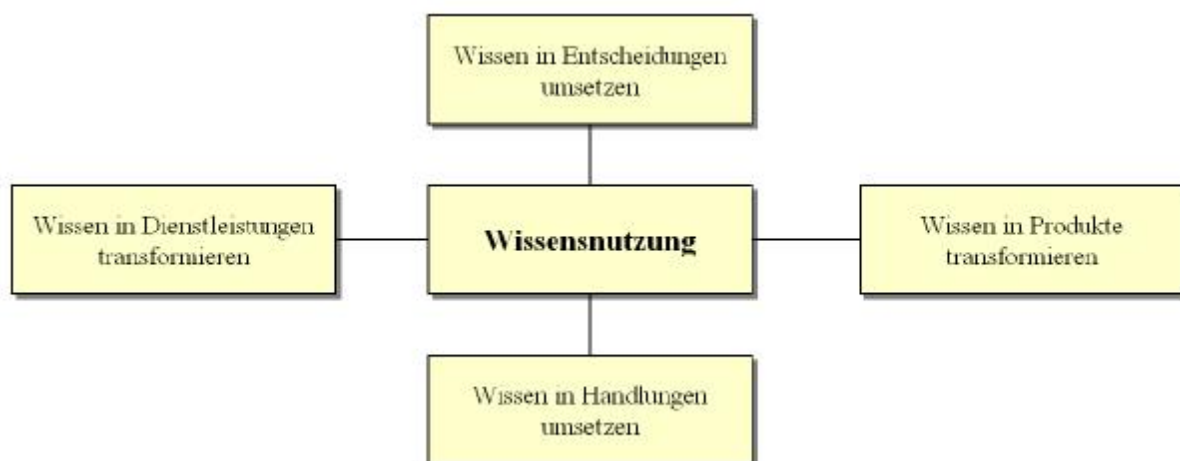 Wissen in Entscheidungen
umsetzen
Wissen in Dienstleistungen
transformieren
Wissensnutzung
Wissen in Produkte
transformieren
Wissen in Handlungen
umsetzen